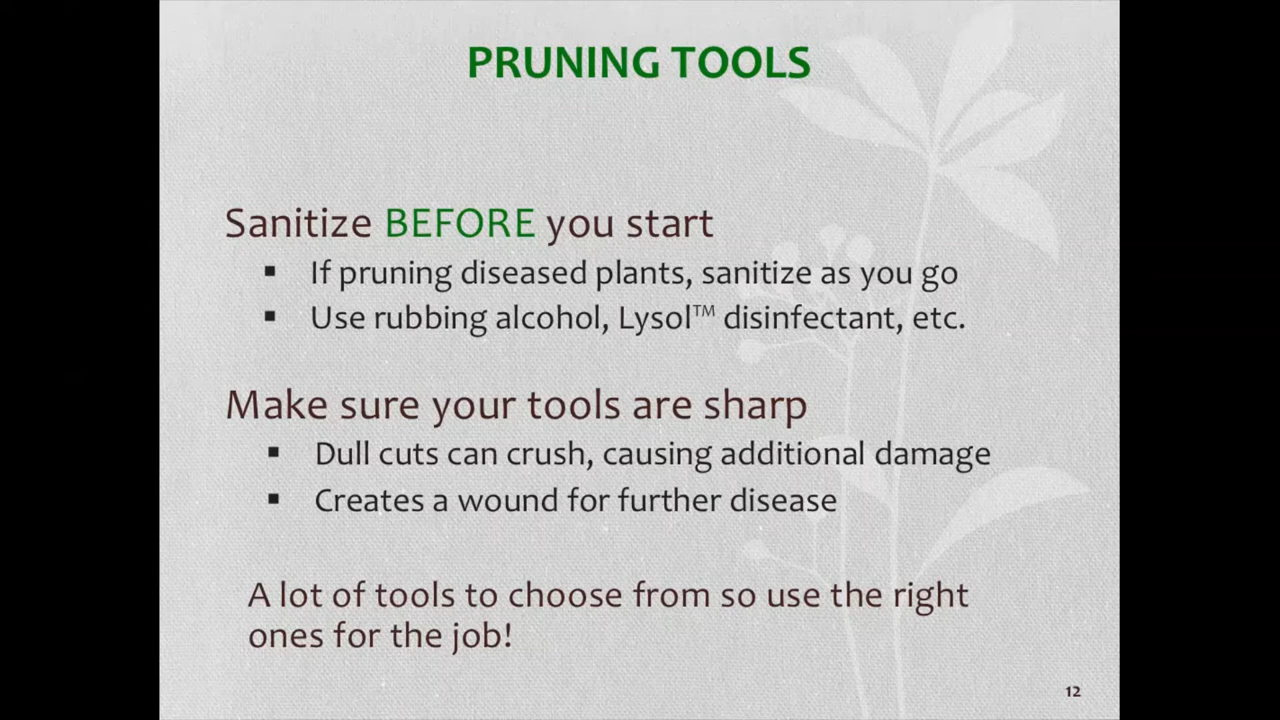 PRUNING TOOLS
Sanitize BEFORE you start
▪ If pruning diseased plants, sanitize as you go
▪ Use rubbing alcohol, Lysol™ disinfectant, etc.
Make sure your tools are sharp
▪ Dull cuts can crush, causing additional damage
▪ Creates a wound for further disease
A lot of tools to choose from so use the right
ones for the job!
12